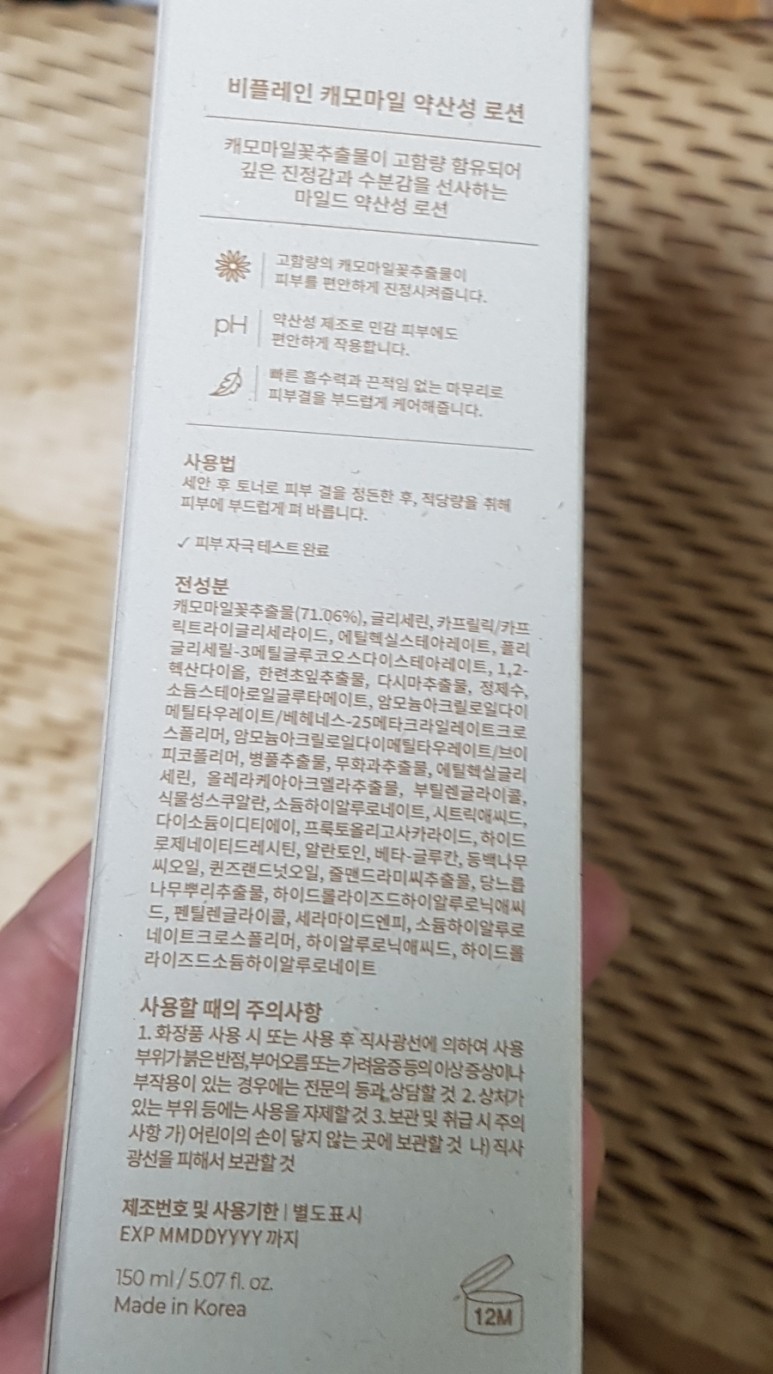 비플레인 캐모마일 약산성 로션
캐모마일꽃추출물이 고함량 함유되어
깊은 진정감과 수분감을 선사하는
마일드 약산성 로션
고함량의 캐모마일꽃추출물이
피부를 편안하게 진정시켜줍니다.
pH
약산성 제조로 민감 피부에도
편안하게 작용합니다.
빠른 흡수력과 끈적임 없는 마무리로
피부결을 부드럽게 케어해줍니다.
사용법
세안 후 토너로 피부 결을 정돈한 후, 적당량을 취해
피부에 부드럽게 펴 바릅니다.
✓ 피부 자극 테스트 완료
전성분
캐모마일꽃추출물(71.06%), 글리세린, 카프릴릭/카프
릭트라이글리세라이드, 에틸헥실스테아레이트, 폴리
글리세릴-3메틸글루코오스다이스테아레이트, 1,2-
헥산다이올, 한련초잎추출물, 다시마추출물, 정제수,
소듐스테아로일글루타메이트, 암모늄아크릴로일다이
메틸타우레이트/베헤네스-25메타크라일레이트크로
스폴리머, 암모늄아크릴로일다이메틸타우레이트/브이
피코폴리머, 병풀추출물, 무화과추출물, 에틸헥실글리
세린, 올레라케아아크멜라추출물, 부틸렌글라이콜,
식물성스쿠알란, 소듐하이알루로네이트, 시트릭애씨드,
다이소듐이디티에이, 프룩토올리고사카라이드, 하이드
로제네이티드레시틴, 알란토인, 베타-글루칸, 동백나무
씨오일, 퀸즈랜드넛오일, 줄맨드라미씨추출물, 당느릅
나무뿌리추출물, 하이드롤라이즈드하이알루로닉애씨
드, 펜틸렌글라이콜, 세라마이드엔피, 소듐하이알루로
네이트크로스폴리머, 하이알루로닉애씨드, 하이드롤
라이즈드소듐하이알루로네이트
사용할 때의 주의사항
1. 화장품 사용 시 또는 사용 후 직사광선에 의하여 사용
부위가 붉은 반점, 부어오름 또는 가려움증 등의 이상 증상이나
부작용이 있는 경우에는 전문의 등과 상담할 것 2. 상처가
있는 부위 등에는 사용을 자제할 것 3. 보관 및 취급 시 주의
사항 가) 어린이의 손이 닿지 않는 곳에 보관할 것 나) 직사
광선을 피해서 보관할 것
제조번호 및 사용기한 | 별도표시
EXP MMDDYYYY 까지
150 ml / 5.07 fl. oz.
Made in Korea
12M